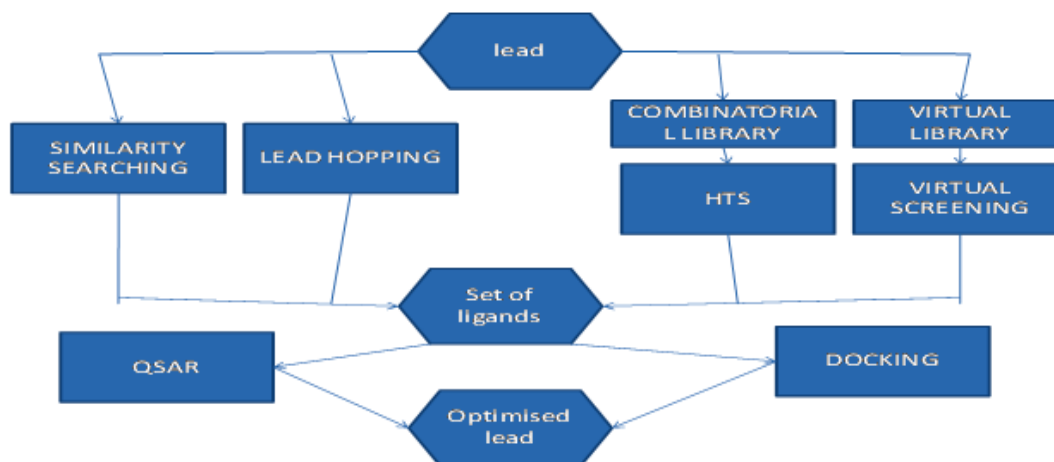 lead
SIMILARITY
SEARCHING
LEAD HOPPING
COMBINATORIA
L LIBRARY
VIRTUAL
LIBRARY
HTS
VIRTUAL
SCREENING
Set of
ligands
QSAR
DOCKING
Optimised
lead